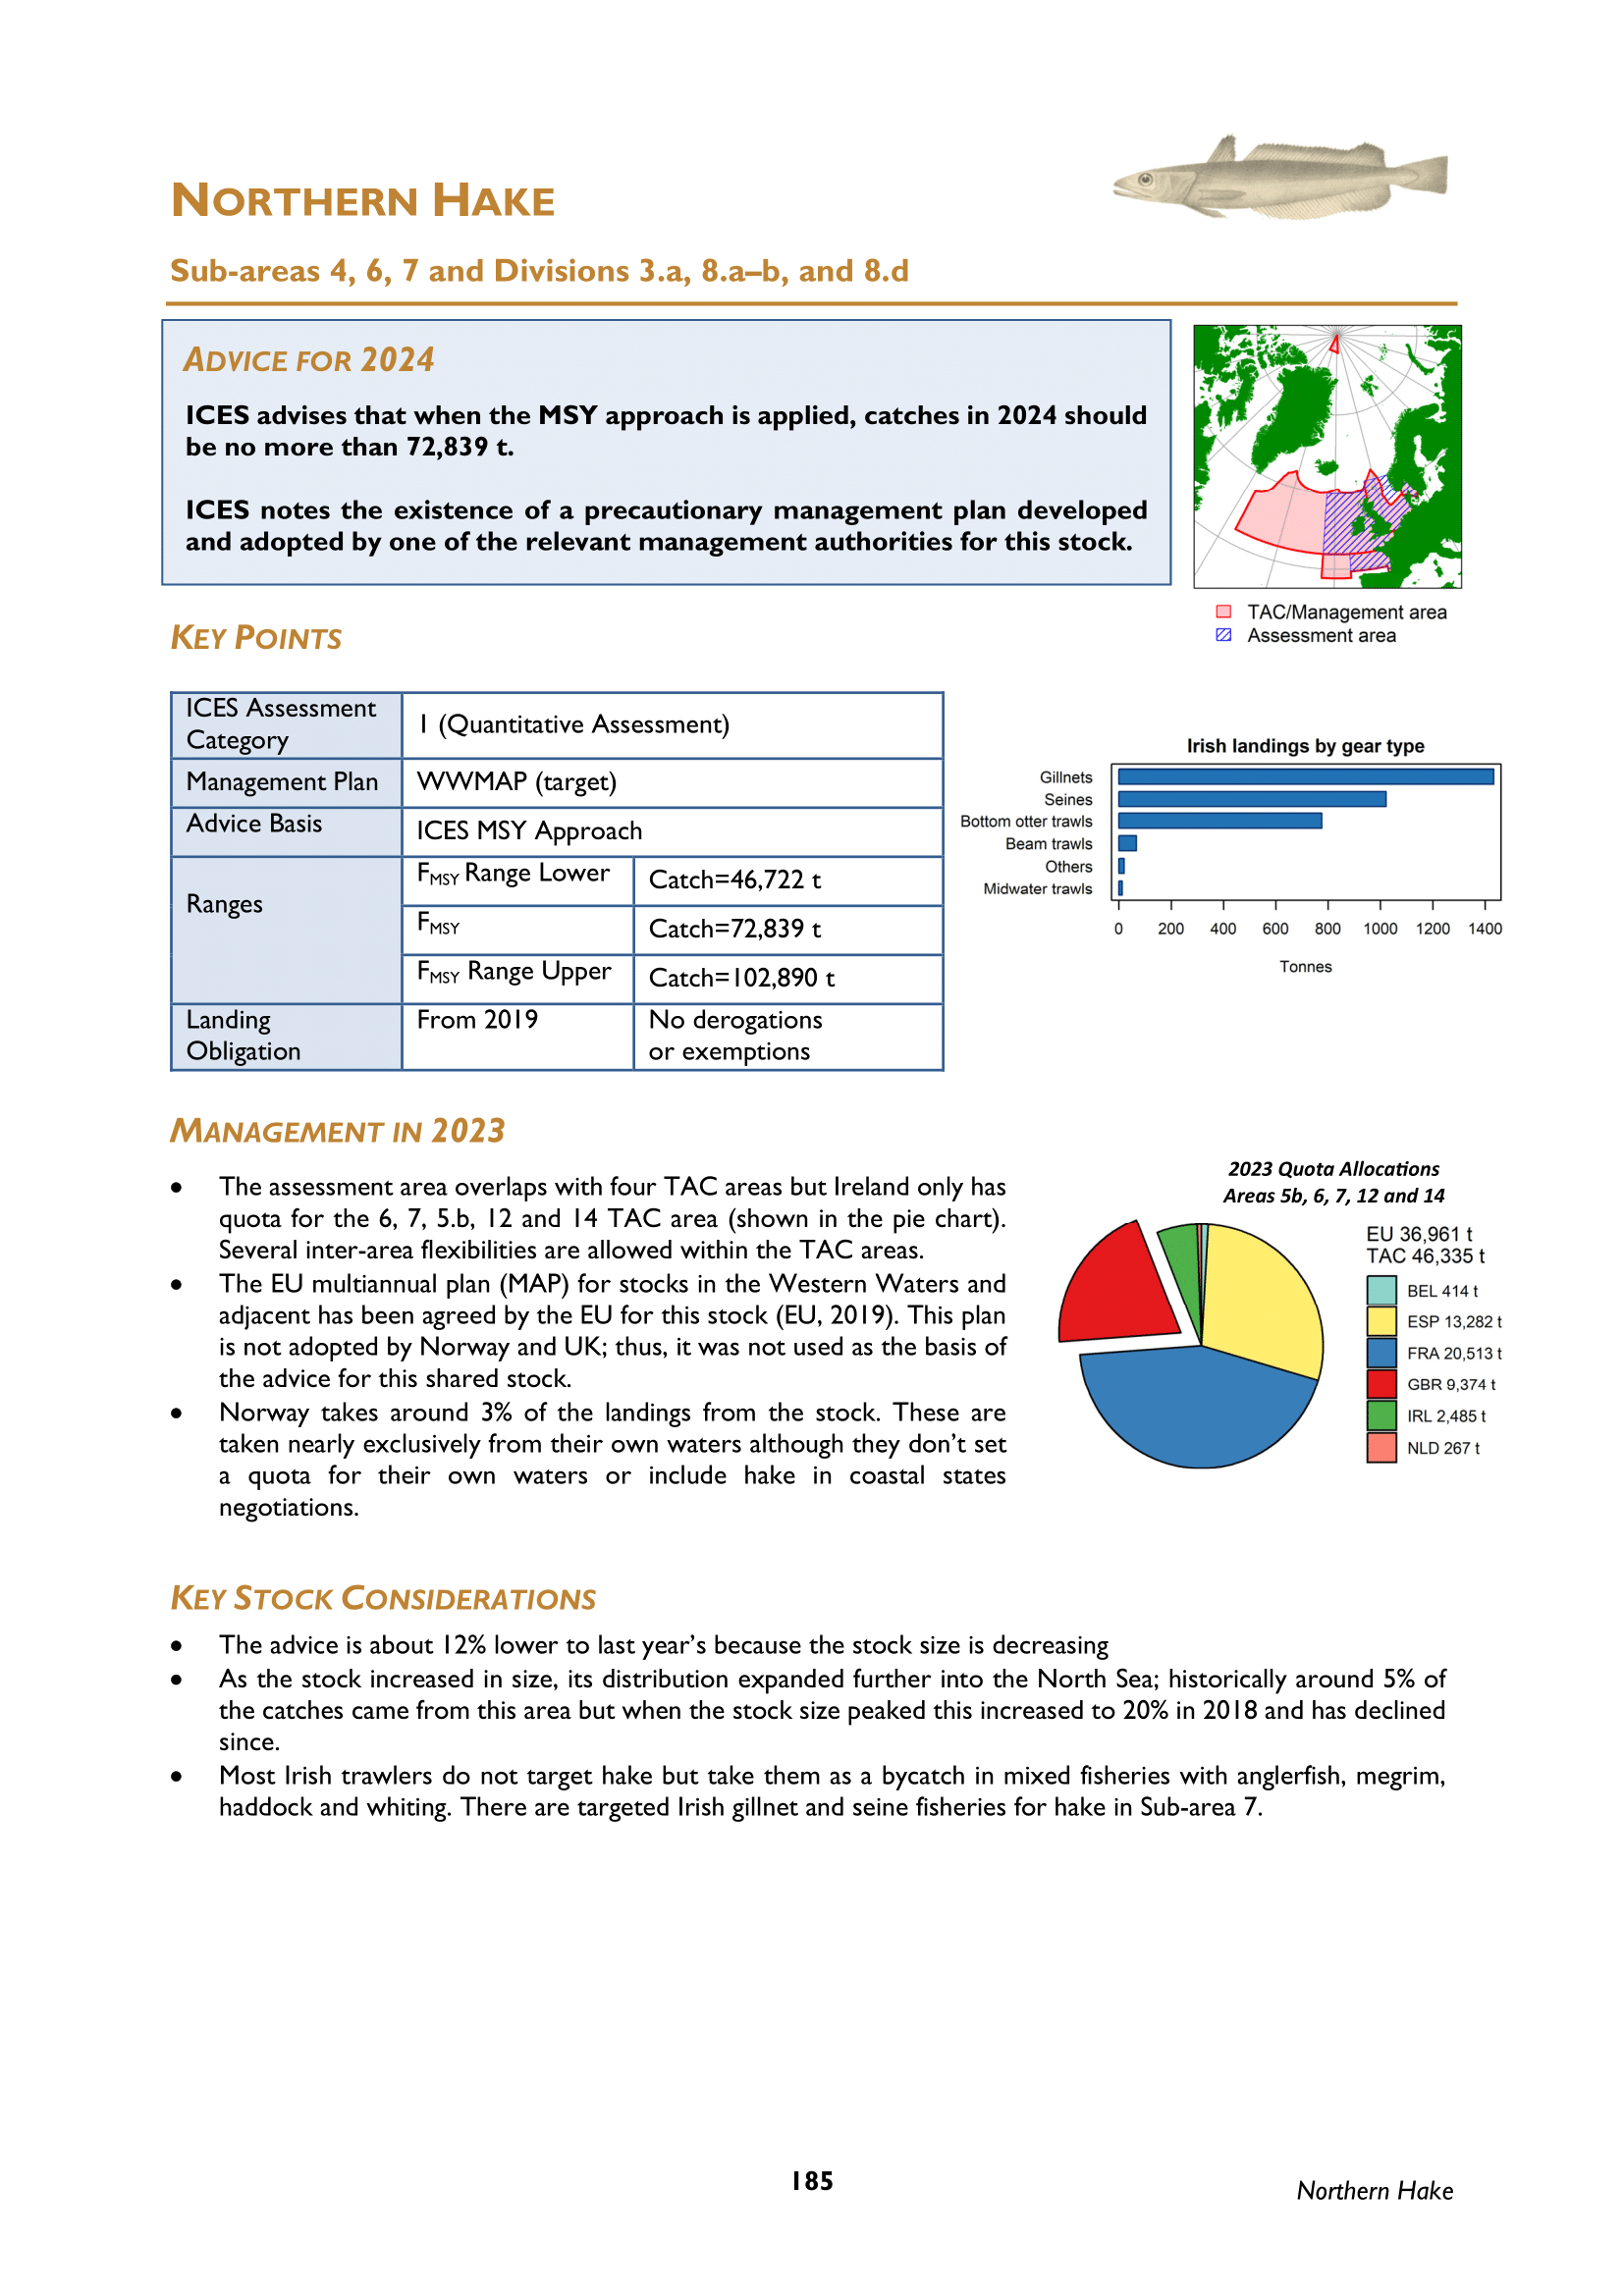 NORTHERN HAKE
Sub-areas 4, 6, 7 and Divisions 3.a, 8.a–b, and 8.d
ADVICE FOR 2024
ICES advises that when the MSY approach is applied, catches in 2024 should
be no more than 72,839 t.
ICES notes the existence of a precautionary management plan developed
and adopted by one of the relevant management authorities for this stock.
TAC/Management area
Assessment area
KEY POINTS
ICES Assessment
Category
1 (Quantitative Assessment)
Management Plan
WWMAP (target)
Advice Basis
ICES MSY Approach
Ranges
FMSY Range Lower
Catch=46,722 t
FMSY
Catch=72,839 t
FMSY Range Upper
Catch=102,890 t
Landing
Obligation
From 2019
No derogations
or exemptions
Irish landings by gear type
Gillnets
Seines
Bottom otter trawls
Beam trawls
Others
Midwater trawls
0 200 400 600 800 1000 1200 1400
Tonnes
MANAGEMENT IN 2023
• The assessment area overlaps with four TAC areas but Ireland only has
quota for the 6, 7, 5.b, 12 and 14 TAC area (shown in the pie chart).
Several inter-area flexibilities are allowed within the TAC areas.
• The EU multiannual plan (MAP) for stocks in the Western Waters and
adjacent has been agreed by the EU for this stock (EU, 2019). This plan
is not adopted by Norway and UK; thus, it was not used as the basis of
the advice for this shared stock.
• Norway takes around 3% of the landings from the stock. These are
taken nearly exclusively from their own waters although they don't set
a quota for their own waters or include hake in coastal states
negotiations.
2023 Quota Allocations
Areas 5b, 6, 7, 12 and 14
EU 36,961 t
TAC 46,335 t
BEL 414 t
ESP 13,282 t
FRA 20,513 t
GBR 9,374 t
IRL 2,485 t
NLD 267 t
KEY STOCK CONSIDERATIONS
• The advice is about 12% lower to last year's because the stock size is decreasing
• As the stock increased in size, its distribution expanded further into the North Sea; historically around 5% of
the catches came from this area but when the stock size peaked this increased to 20% in 2018 and has declined
since.
• Most Irish trawlers do not target hake but take them as a bycatch in mixed fisheries with anglerfish, megrim,
haddock and whiting. There are targeted Irish gillnet and seine fisheries for hake in Sub-area 7.
185
Northern Hake